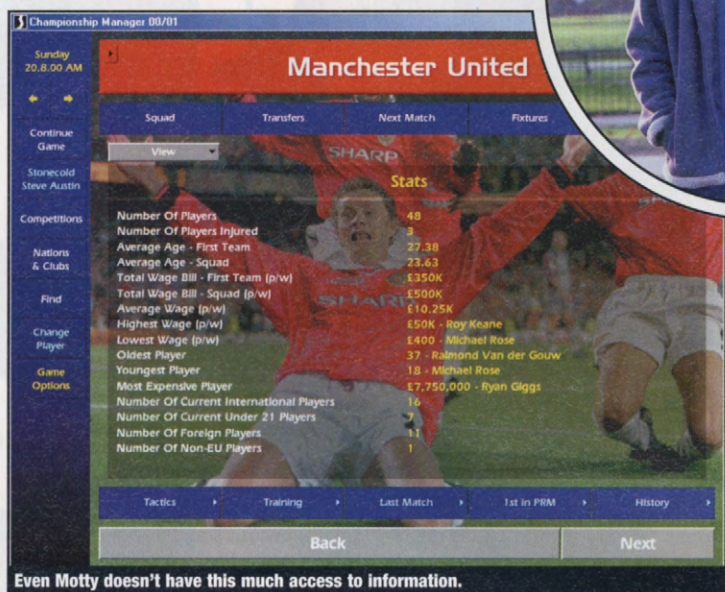 Championship Manager 00/01
Sunday
20.8.00 AM
Continue
Game
Stonecold
Steve Austin
Competitions
Nations
& Clubs
Find
Change
Player
Game
Options
Manchester United
Squad Transfers Next Match Fixtures
View
SHARP
Stats
Number Of Players 48
Number Of Players Injured 3
Average Age - First Team 27.38
Average Age - Squad 23.63
Total Wage Bill - First Team (p/w) £350K
Total Wage Bill - Squad (p/w) £500K
Average Wage (p/w) £10.25K
Highest Wage (p/w) £50K - Roy Keane
Lowest Wage (p/w) £400 - Michael Rose
Oldest Player 37 - Raimond Van der Gouw
Youngest Player 18 - Michael Rose
Most Expensive Player £7,750,000 - Ryan Giggs
Number Of Current International Players 16
Number Of Current Under 21 Players 7
Number Of Foreign Players 11
Number Of Non-EU Players 1
SHARP
Tactics Training Last Match 1st in PRM History
Back Next
Even Motty doesn't have this much access to information.